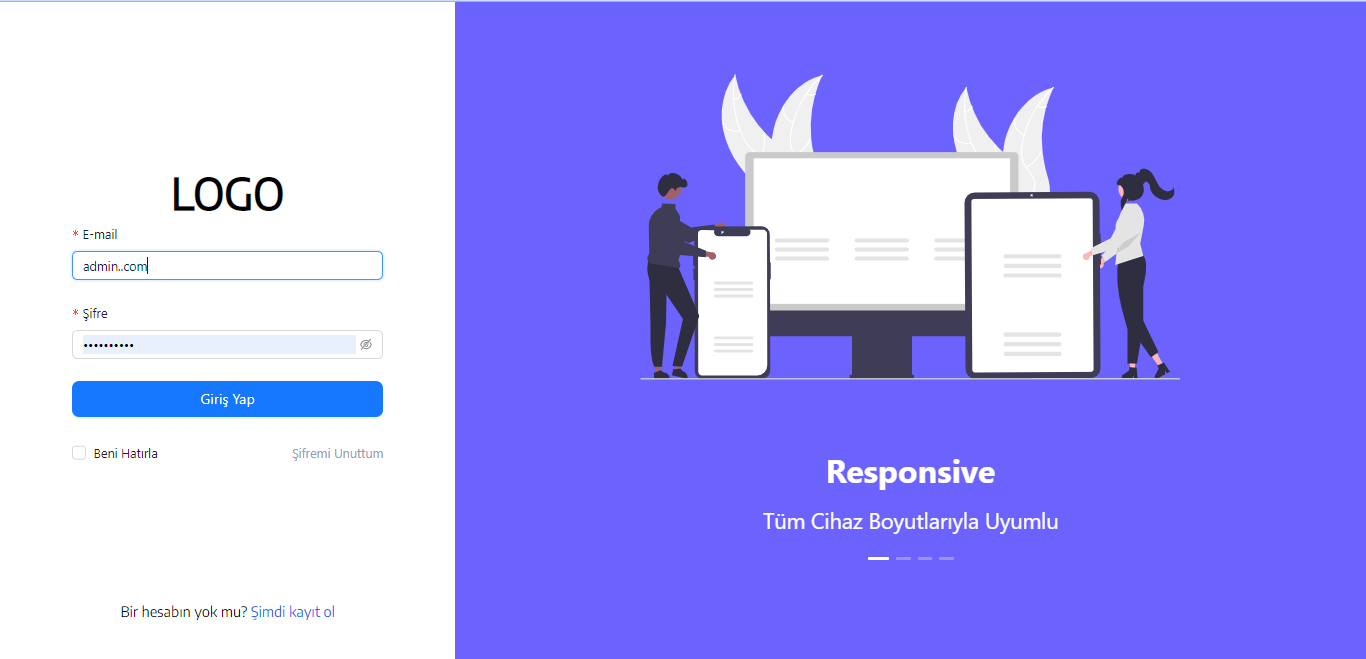 LOGO
* E-mail
admin..com
* Şifre
••••••••••
Giriş Yap
Beni Hatırla
Şifremi Unuttum
Bir hesabın yok mu? Şimdi kayıt ol
Responsive
Tüm Cihaz Boyutlarıyla Uyumlu